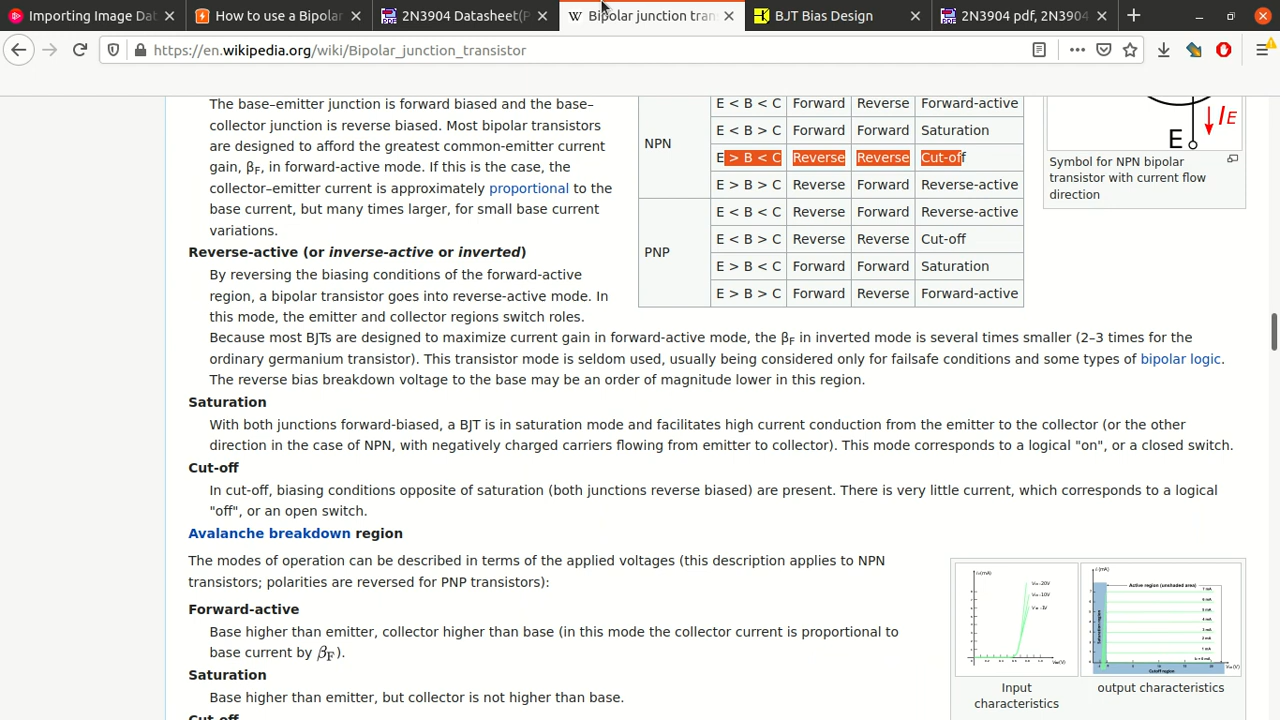 Importing Image Dat
How to use a Bipolar
2N3904 Datasheet(P
Bipolar junction tran
BJT Bias Design
2N3904 pdf, 2N3904
https://en.wikipedia.org/wiki/Bipolar_junction_transistor
The base–emitter junction is forward biased and the base–
collector junction is reverse biased. Most bipolar transistors
are designed to afford the greatest common-emitter current
gain, βF, in forward-active mode. If this is the case, the
collector–emitter current is approximately proportional to the
base current, but many times larger, for small base current
variations.
NPN
E < B < C Forward Reverse Forward-active
E < B > C Forward Forward Saturation
E > B < C Reverse Reverse Cut-off
E > B > C Reverse Forward Reverse-active
PNP
E < B < C Reverse Forward Reverse-active
E < B > C Reverse Reverse Cut-off
E > B < C Forward Forward Saturation
E > B > C Forward Reverse Forward-active
IE
E
Symbol for NPN bipolar
transistor with current flow
direction
Reverse-active (or inverse-active or inverted)
By reversing the biasing conditions of the forward-active
region, a bipolar transistor goes into reverse-active mode. In
this mode, the emitter and collector regions switch roles.
Because most BJTs are designed to maximize current gain in forward-active mode, the βF in inverted mode is several times smaller (2–3 times for the
ordinary germanium transistor). This transistor mode is seldom used, usually being considered only for failsafe conditions and some types of bipolar logic.
The reverse bias breakdown voltage to the base may be an order of magnitude lower in this region.
Saturation
With both junctions forward-biased, a BJT is in saturation mode and facilitates high current conduction from the emitter to the collector (or the other
direction in the case of NPN, with negatively charged carriers flowing from emitter to collector). This mode corresponds to a logical "on", or a closed switch.
Cut-off
In cut-off, biasing conditions opposite of saturation (both junctions reverse biased) are present. There is very little current, which corresponds to a logical
"off", or an open switch.
Avalanche breakdown region
The modes of operation can be described in terms of the applied voltages (this description applies to NPN
transistors; polarities are reversed for PNP transistors):
Forward-active
Base higher than emitter, collector higher than base (in this mode the collector current is proportional to
base current by βF).
Saturation
Base higher than emitter, but collector is not higher than base.
Cut-off
Active region (unshaded area)
Saturation region
Cutoff region
Input
characteristics
output characteristics